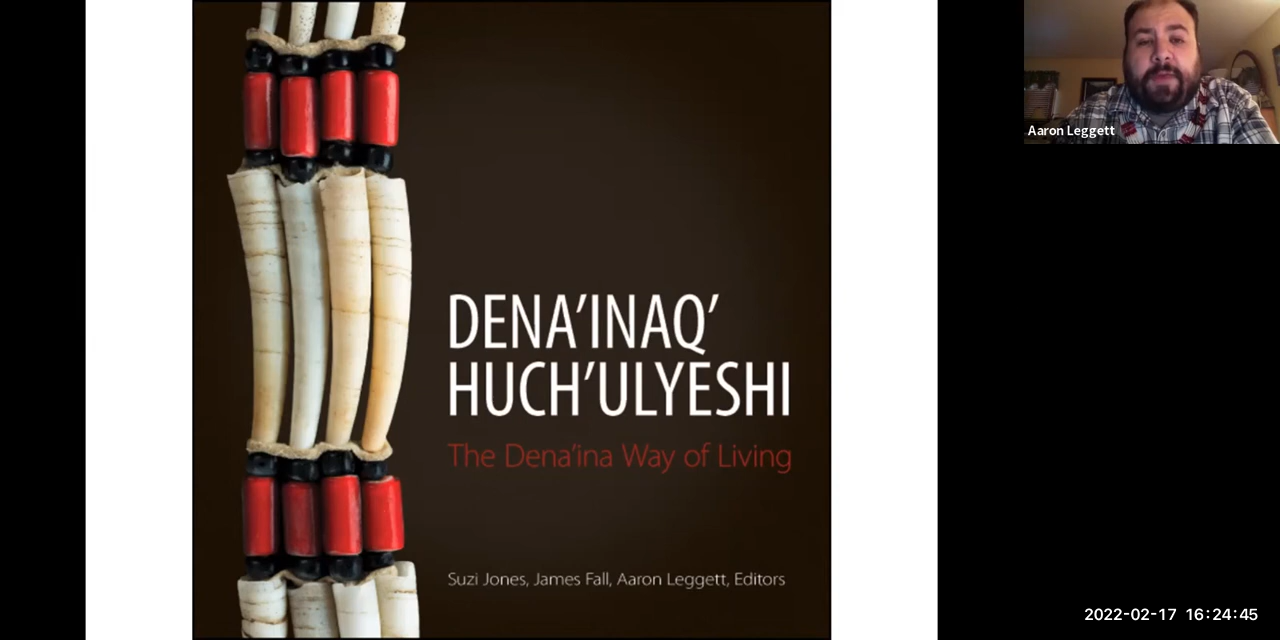 DENA’INAQ’
HUCH’ULYESHI
The Dena’ina Way of Living
Suzi Jones, James Fall, Aaron Leggett, Editors
Aaron Leggett
2022-02-17 16:24:45